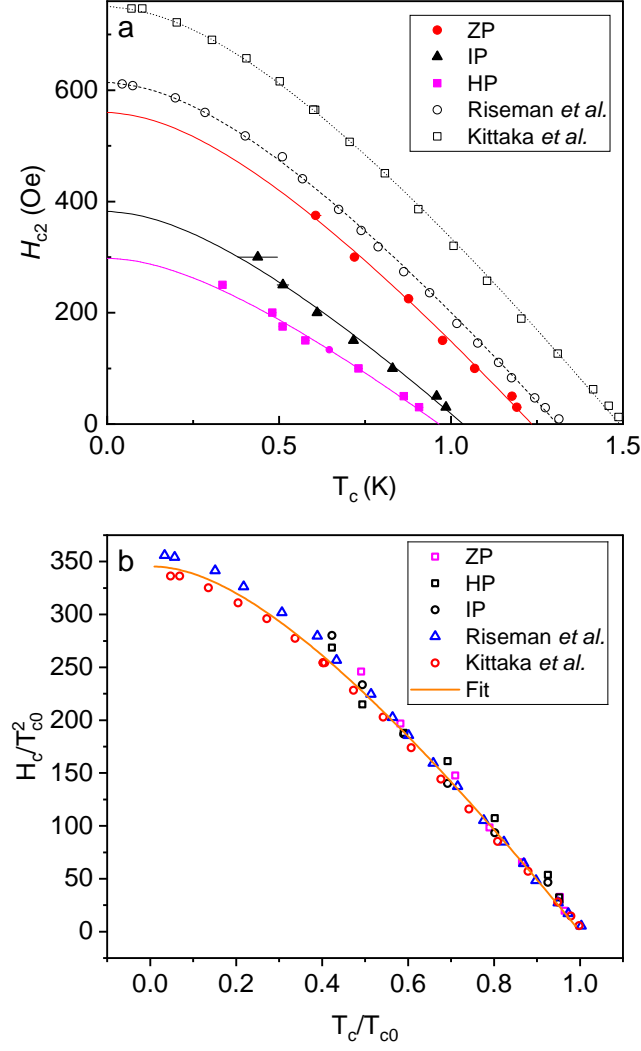 a
ZP
IP
HP
Riseman et al.
Kittaka et al.
600
400
200
0
H_c2 (Oe)
0.0 0.5 1.0 1.5
T_c (K)
b
ZP
HP
IP
Riseman et al.
Kittaka et al.
Fit
350
300
250
200
150
100
50
0
H_c/T²_c0
0.0 0.2 0.4 0.6 0.8 1.0
T_c/T_c0